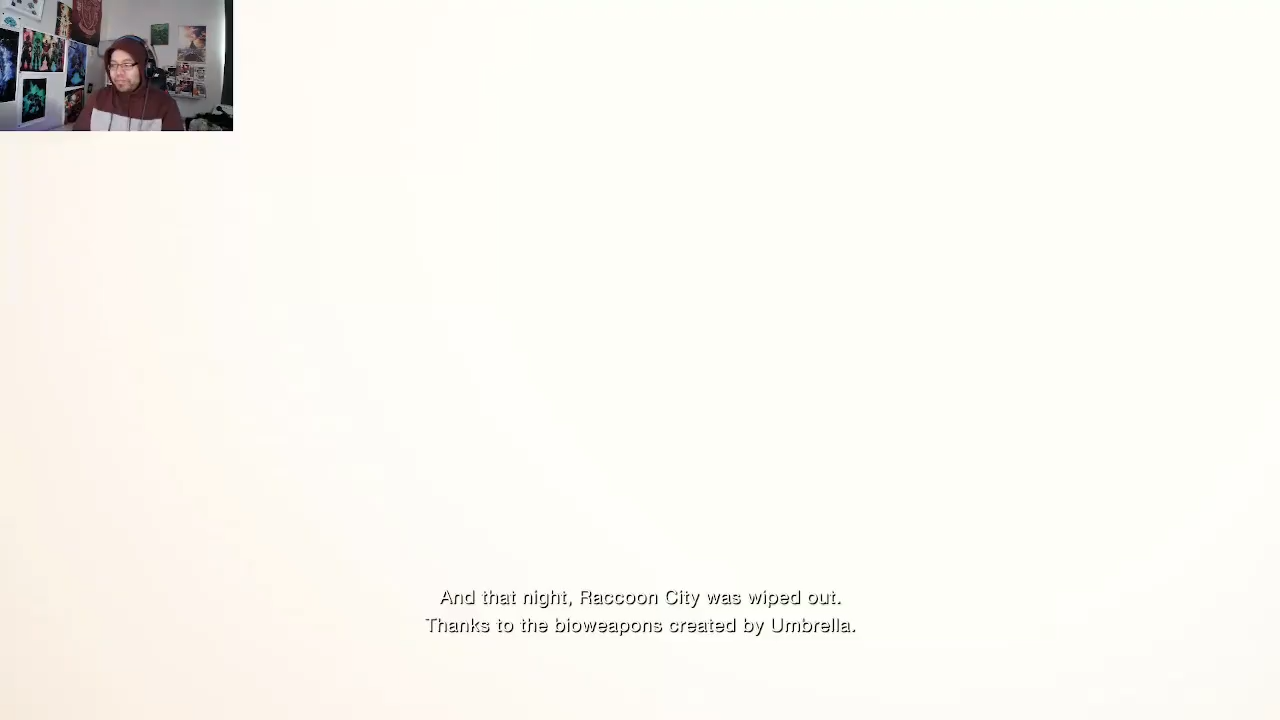 And that night, Raccoon City was wiped out.
Thanks to the bioweapons created by Umbrella.